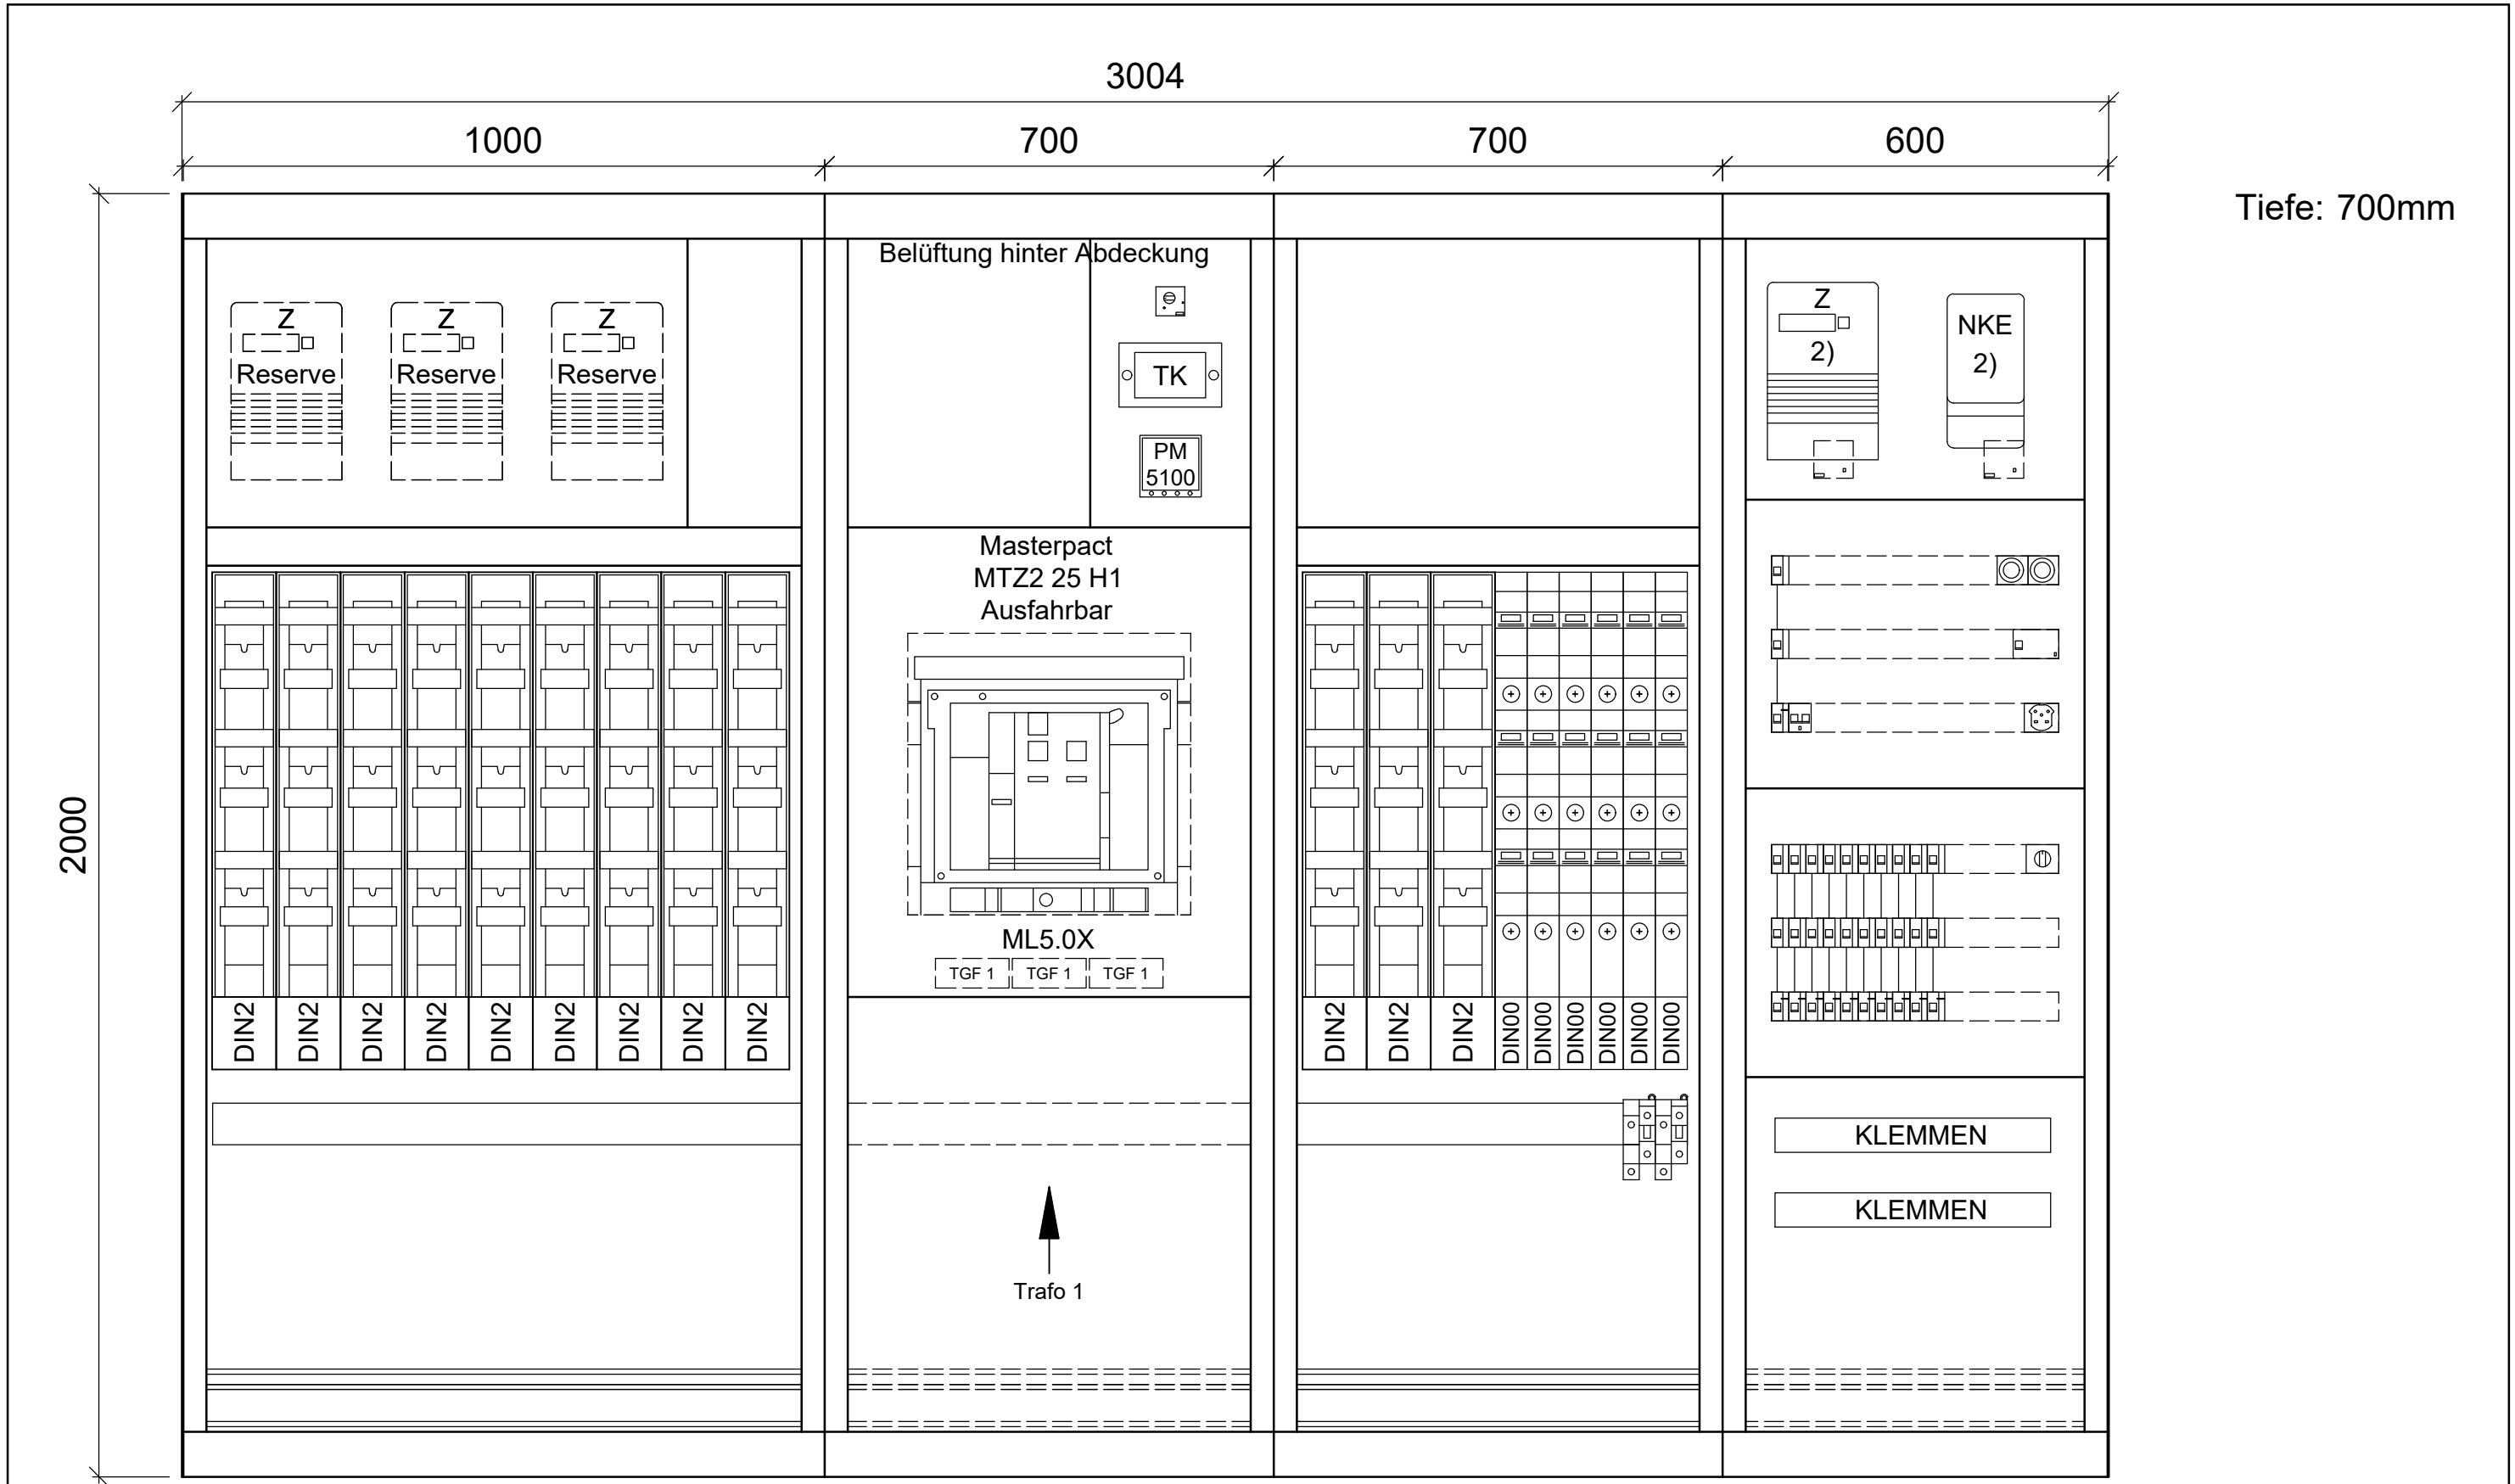 3004
1000
700
700
600
Tiefe: 700mm
2000
Z
Reserve
Z
Reserve
Z
Reserve
Belüftung hinter Abdeckung
TK
PM
5100
Masterpact
MTZ2 25 H1
Ausfahrbar
ML5.0X
TGF 1
TGF 1
TGF 1
Trafo 1
DIN2
DIN2
DIN2
DIN2
DIN2
DIN2
DIN2
DIN2
DIN2
DIN2
DIN2
DIN2
DIN00
DIN00
DIN00
DIN00
DIN00
DIN00
Z
2)
NKE
2)
KLEMMEN
KLEMMEN